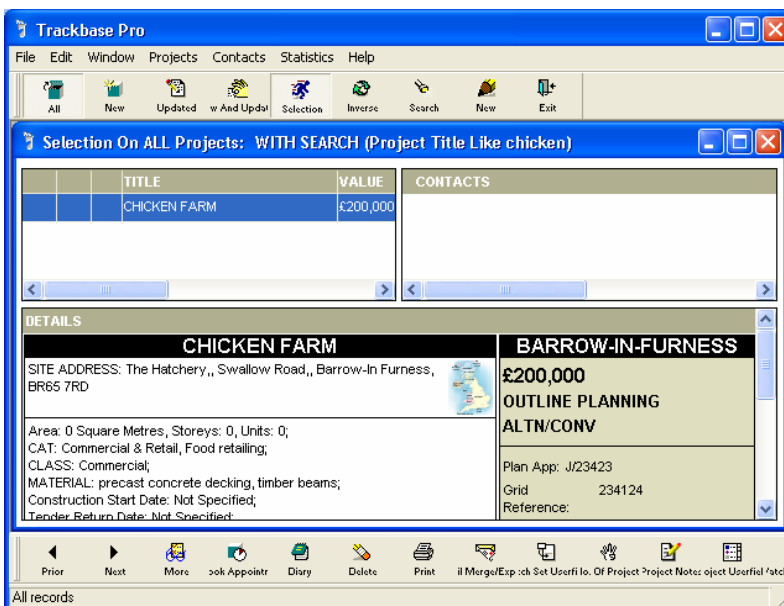 Trackbase Pro
File Edit Window Projects Contacts Statistics Help
All New Updated w And Updat Selection Inverse Search New Exit
Selection On ALL Projects: WITH SEARCH (Project Title Like chicken)
TITLE VALUE CONTACTS
CHICKEN FARM £200,000
DETAILS
CHICKEN FARM
SITE ADDRESS: The Hatchery,, Swallow Road,, Barrow-In Furness,
BR65 7RD
Area: 0 Square Metres, Storeys: 0, Units: 0;
CAT: Commercial & Retail, Food retailing;
CLASS: Commercial;
MATERIAL: precast concrete decking, timber beams;
Construction Start Date: Not Specified;
Tender Return Date: Not Specified;
BARROW-IN-FURNESS
£200,000
OUTLINE PLANNING
ALTN/CONV
Plan App: J/23423
Grid 234124
Reference:
Prior Next More ook Appointr Diary Delete Print il Merge/Exp :ch Set Userfi lo. Of Project Project Notes oject Userfiel
All records